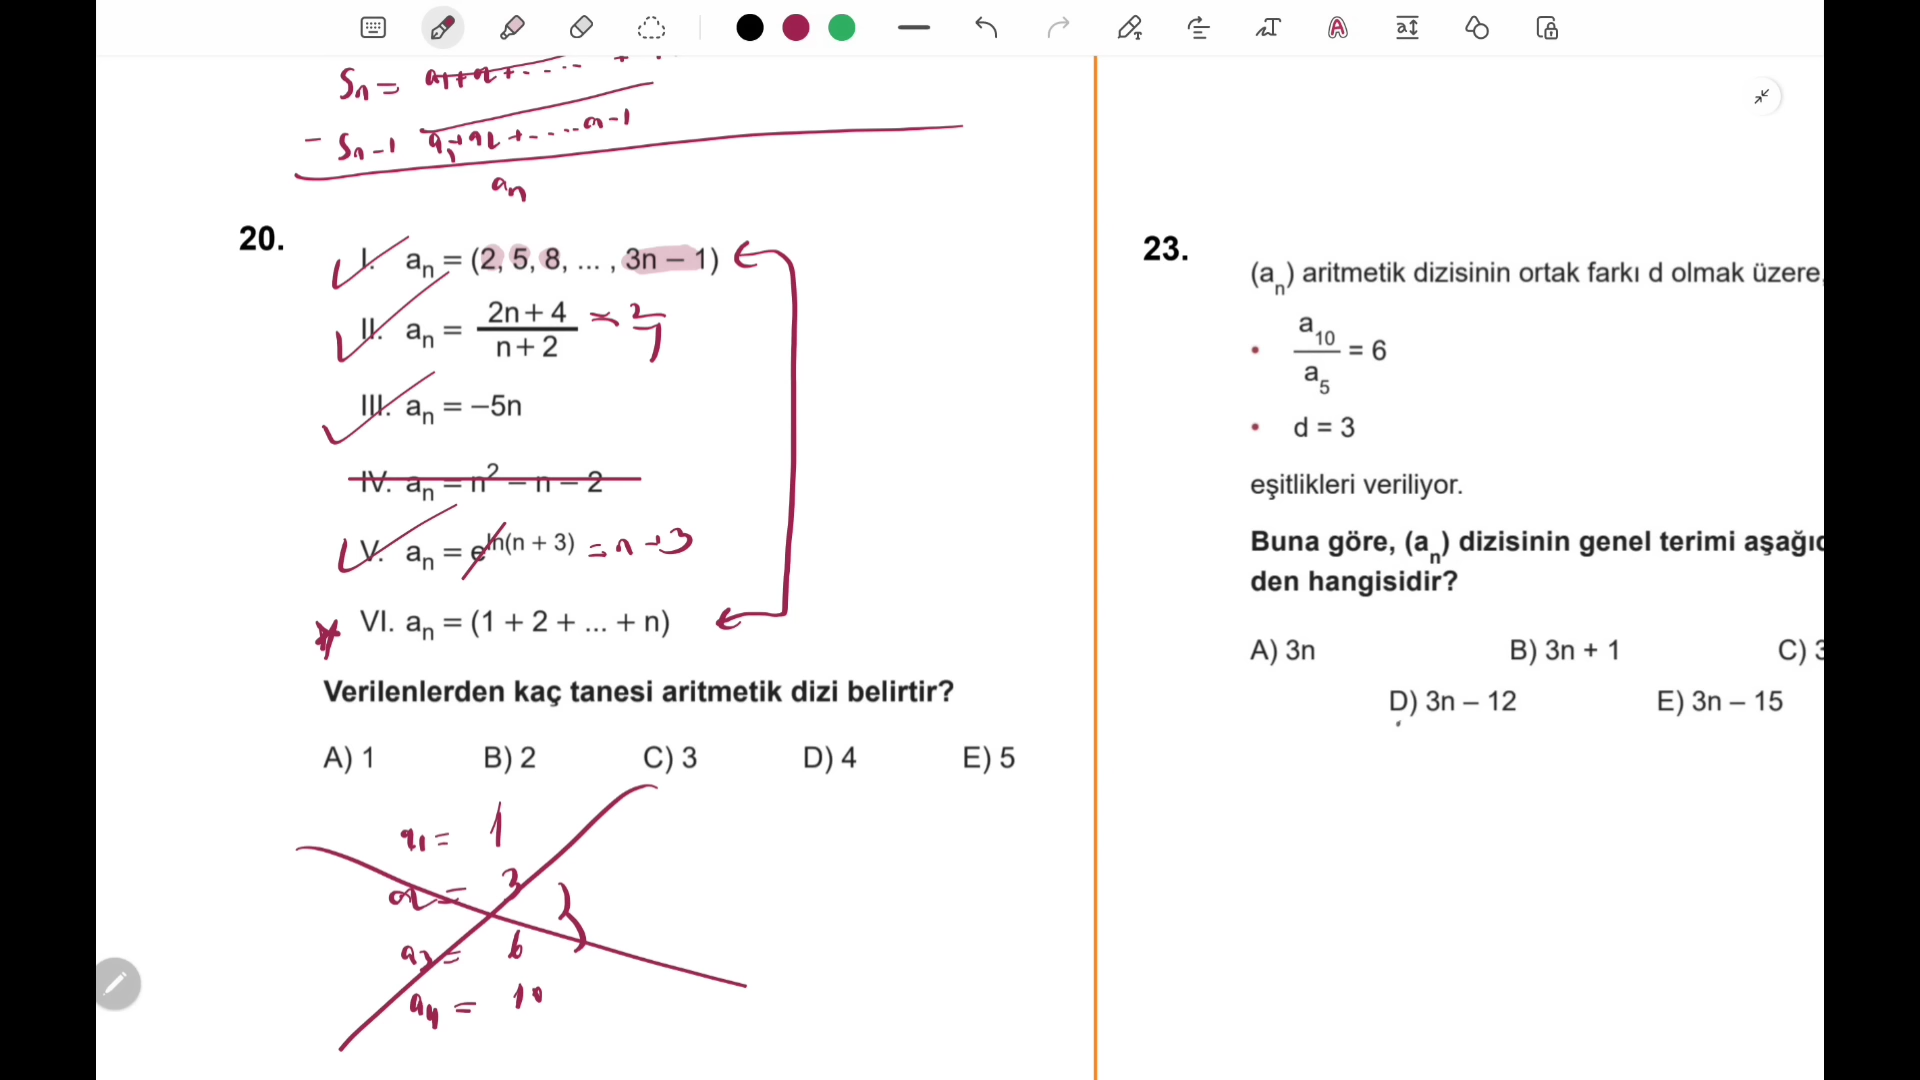 Sn = a1+a2+.....+
- Sn-1 a1+a2+.....an-1
an
20.
I. an = (2, 5, 8, ... , 3n – 1)
II. an = 2n + 4 / n + 2 = 2/1
III. an = –5n
IV. an = n² – n – 2
V. an = e^ln(n + 3) = n+3
VI. an = (1 + 2 + ... + n)
Verilenlerden kaç tanesi aritmetik dizi belirtir?
A) 1 B) 2 C) 3 D) 4 E) 5
a1 = 1
a2 = 3
a3 = 6
a4 = 10
23.
(an) aritmetik dizisinin ortak farkı d olmak üzere,
• a10 / a5 = 6
• d = 3
eşitlikleri veriliyor.
Buna göre, (an) dizisinin genel terimi
den hangisidir?
A) 3n B) 3n + 1 C) 3
D) 3n – 12 E) 3n – 15